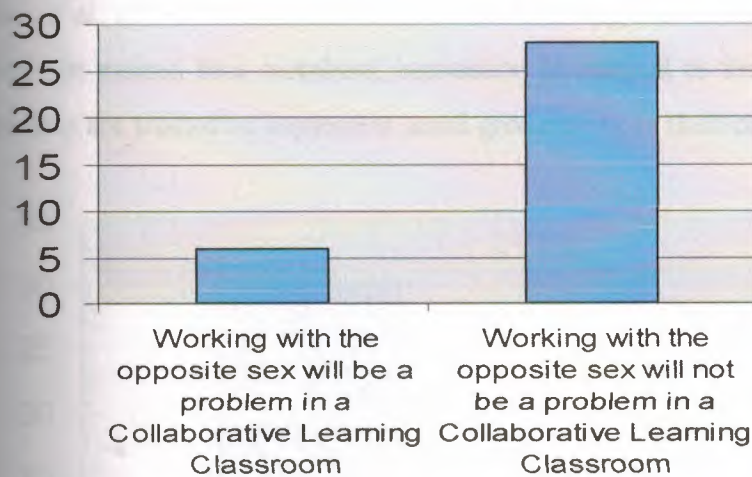 30
25
20
15
10
5
0
Working with the
opposite sex will be a
problem in a
Collaborative Learning
Classroom
Working with the
opposite sex will not
be a problem in a
Collaborative Learning
Classroom